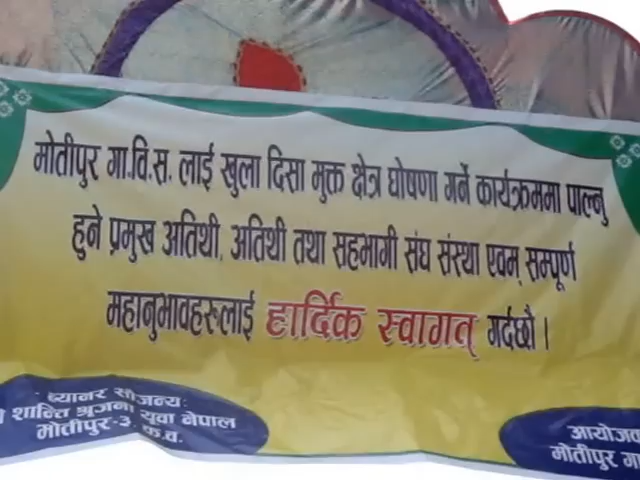 मोतीपुर गा.वि.स. लाई खुला दिसा मुक्त क्षेत्र घोषणा गर्ने कार्यक्रममा पाल्नु
हुने प्रमुख अतिथी, अतिथी तथा सहभागी संघ संस्था एवम् सम्पूर्ण
महानुभावहरुलाई हार्दिक स्वागत् गर्दछौ ।
ब्यानर सौजन्यः
शान्ति श्रृजना युवा नेपाल
मोतीपुर-३, क.व.
आयोजक
मोतीपुर गा